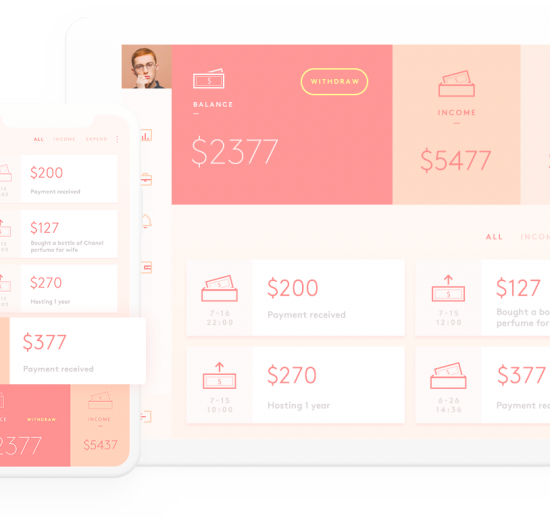 ALL INCOME EXPEND
$200
Payment received
$127
Bought a bottle of Chanel
perfume for wife
$270
Hosting 1 year
$377
Payment received
WITHDRAW INCOME
2377 $5437
$
WITHDRAW
BALANCE
$2377
INCOME
$5477
ALL INCOM
$200
7-16
22:00
Payment received
$127
7-15
12:00
Bought a bo
perfume for
$
$270
7-15
10:00
Hosting 1 year
$377
6-26
14:36
Payment rec